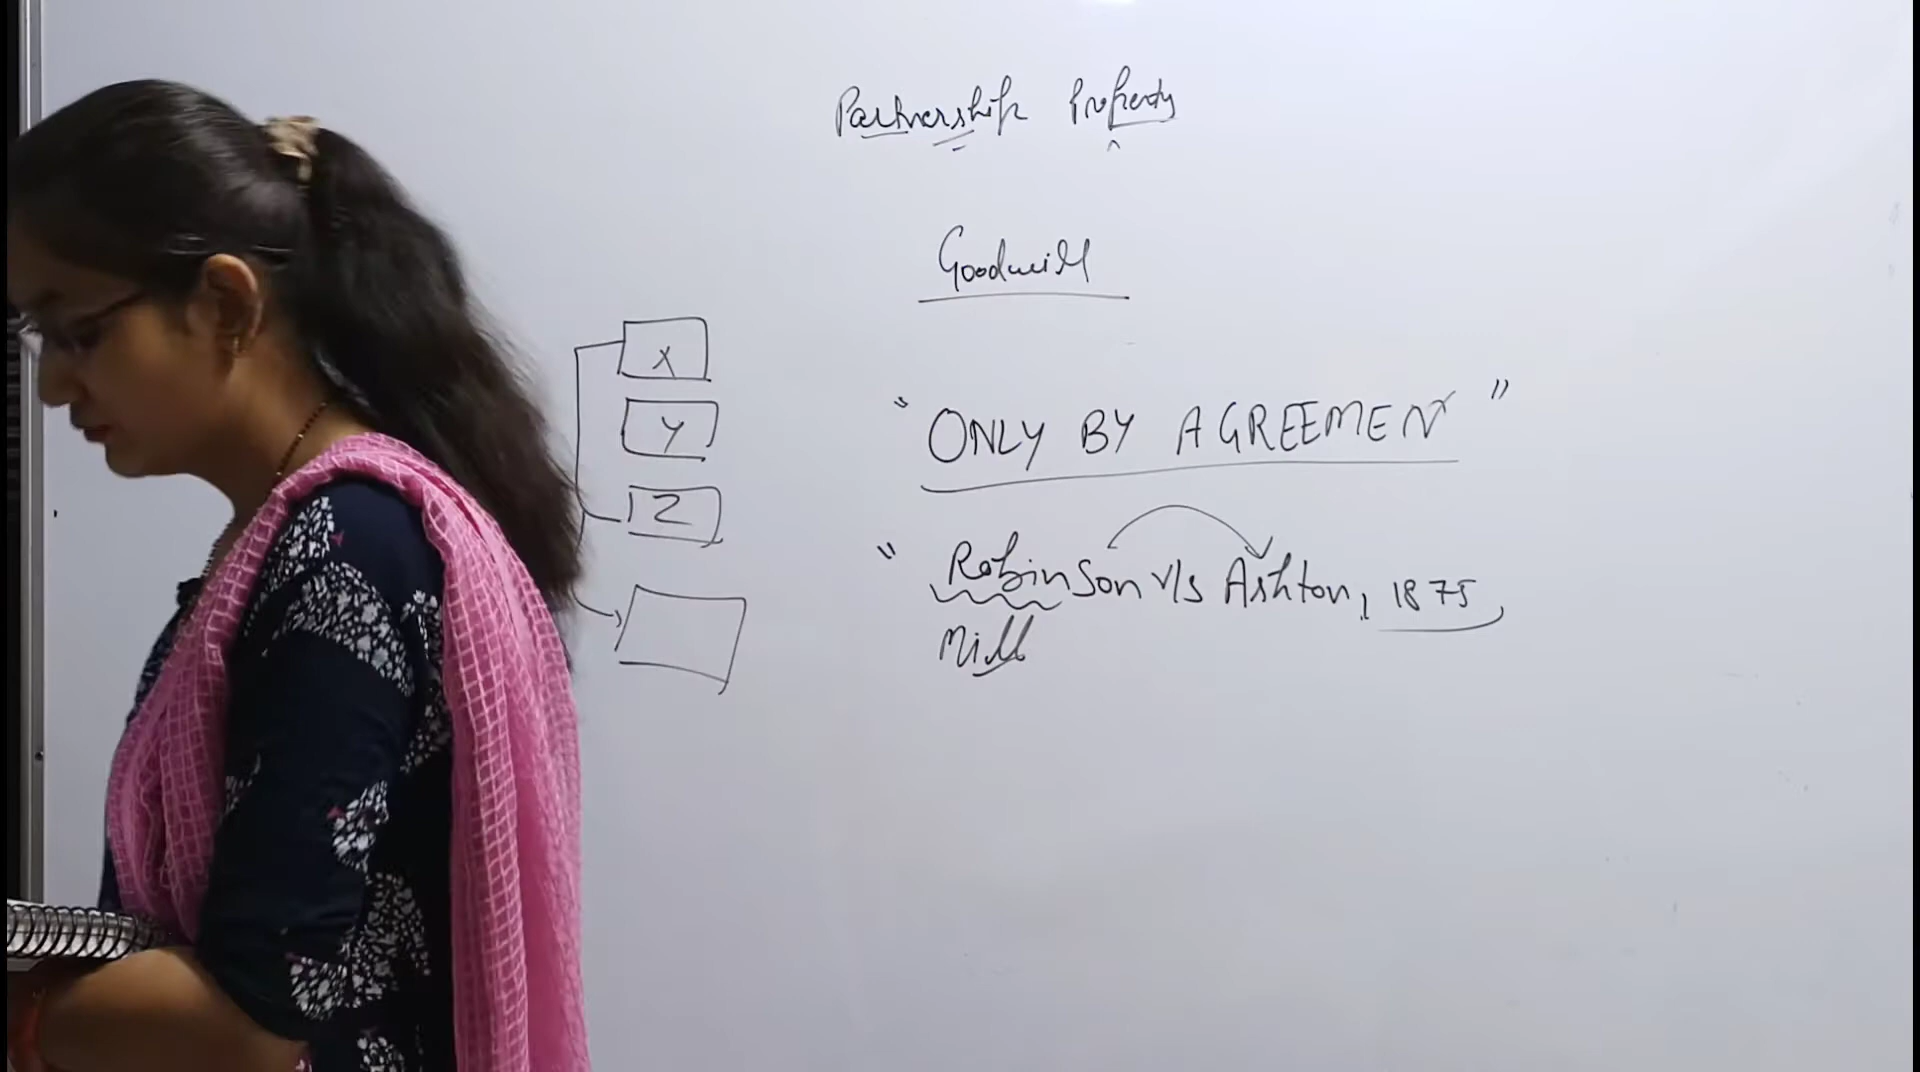 Partnership Property
Goodwill
X
Y
Z
" ONLY BY AGREEMENT "
" Robinson v/s Ashton, 1875,
Mill